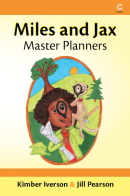 C
Miles and Jax
Master Planners
Kimber Iverson & Jill Pearson